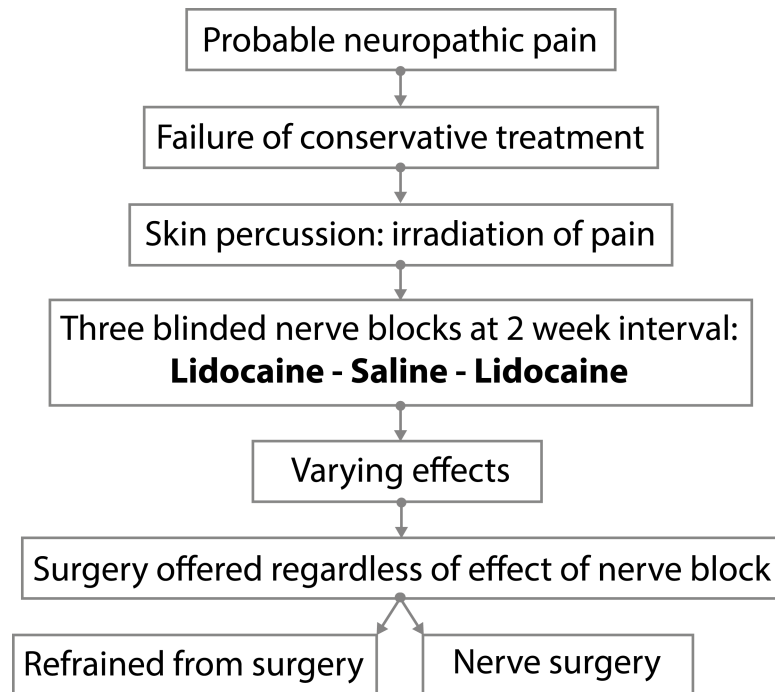 Probable neuropathic pain
Failure of conservative treatment
Skin percussion: irradiation of pain
Three blinded nerve blocks at 2 week interval:
Lidocaine - Saline - Lidocaine
Varying effects
Surgery offered regardless of effect of nerve block
Refrained from surgery
Nerve surgery